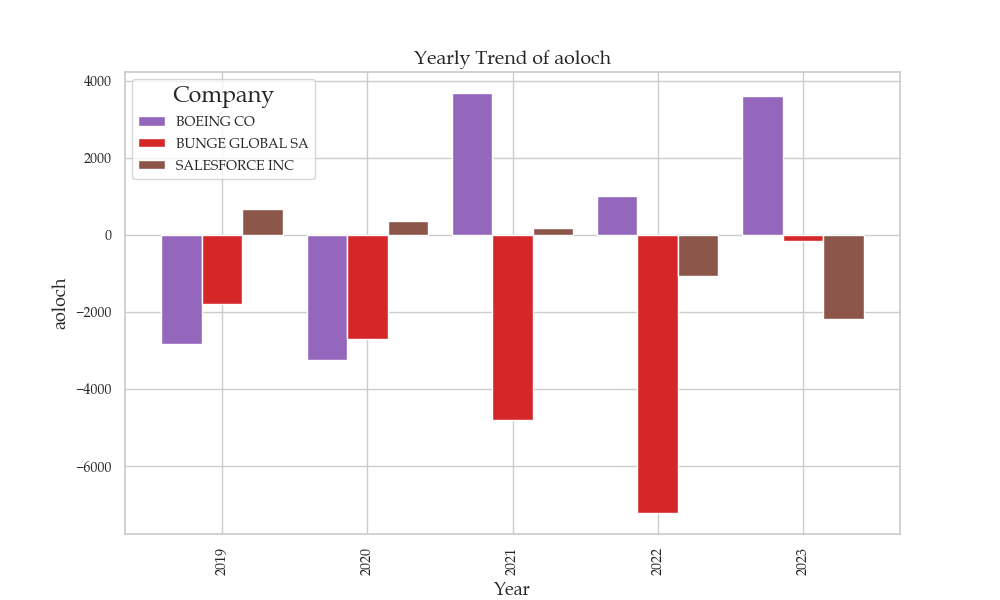 Yearly Trend of aoloch
4000
2000
0
−2000
−4000
−6000
aoloch
Company
BOEING CO
BUNGE GLOBAL SA
SALESFORCE INC
2019
2020
2021
2022
2023
Year